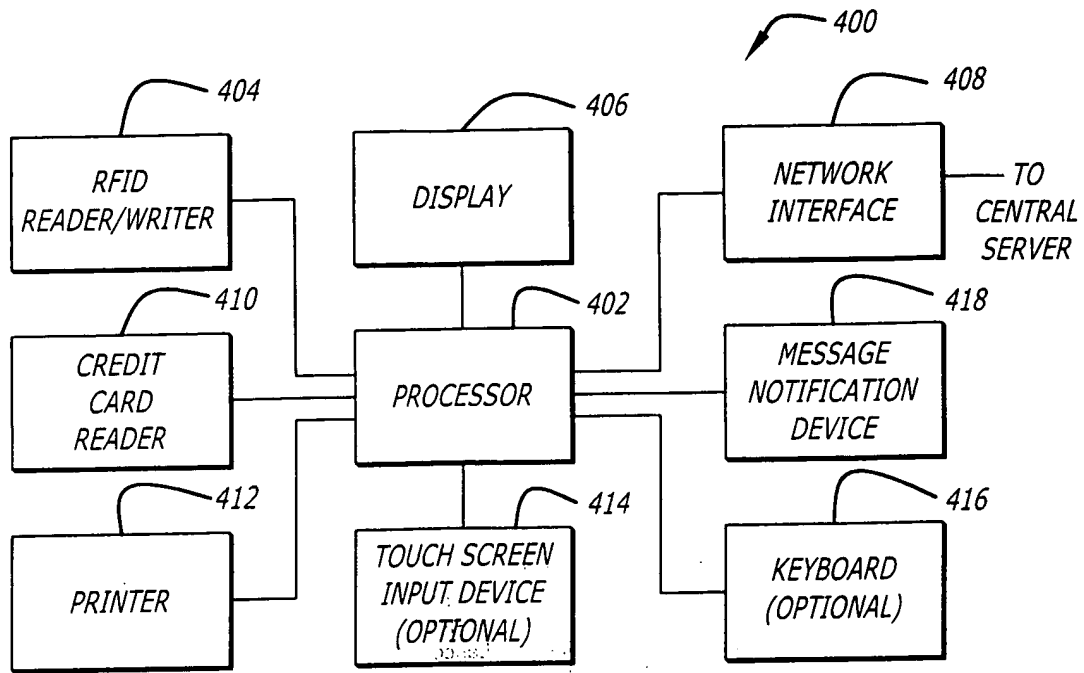 400
404
RFID
READER/WRITER
406
DISPLAY
408
NETWORK
INTERFACE
TO
CENTRAL
SERVER
410
CREDIT
CARD
READER
402
PROCESSOR
418
MESSAGE
NOTIFICATION
DEVICE
412
PRINTER
414
TOUCH SCREEN
INPUT DEVICE
(OPTIONAL)
416
KEYBOARD
(OPTIONAL)